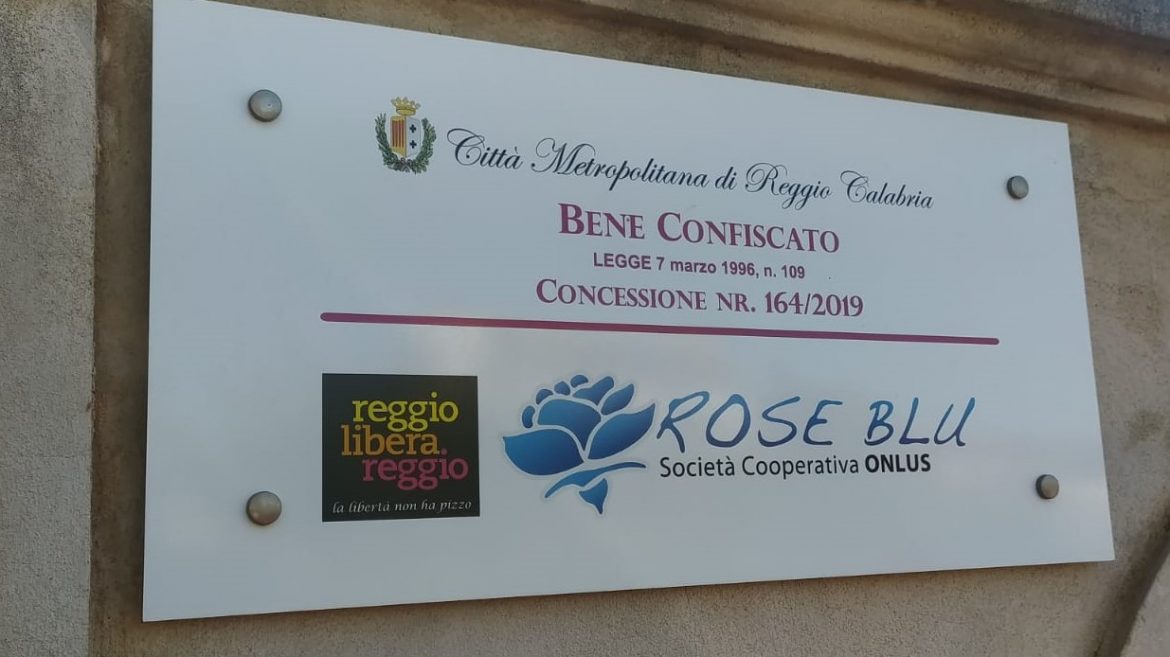 Città Metropolitana di Reggio Calabria
BENE CONFISCATO
LEGGE 7 marzo 1996, n. 109
CONCESSIONE NR. 164/2019
reggio
libera
reggio
la libertà non ha pizzo
ROSE BLU
Società Cooperativa ONLUS